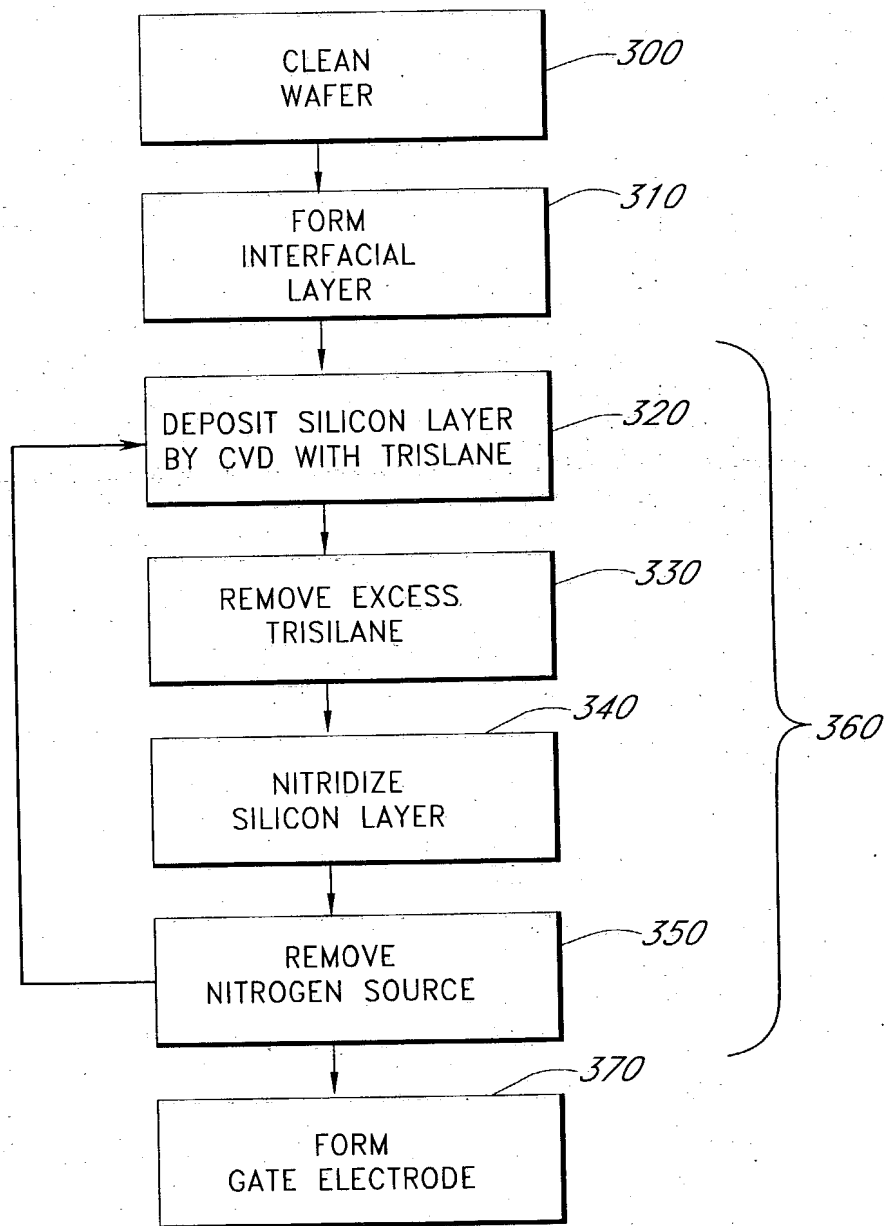 CLEAN
WAFER
300
FORM
INTERFACIAL
LAYER
310
DEPOSIT SILICON LAYER
BY CVD WITH TRISLANE
320
REMOVE EXCESS
TRISILANE
330
NITRIDIZE
SILICON LAYER
340
REMOVE
NITROGEN SOURCE
350
360
FORM
GATE ELECTRODE
370